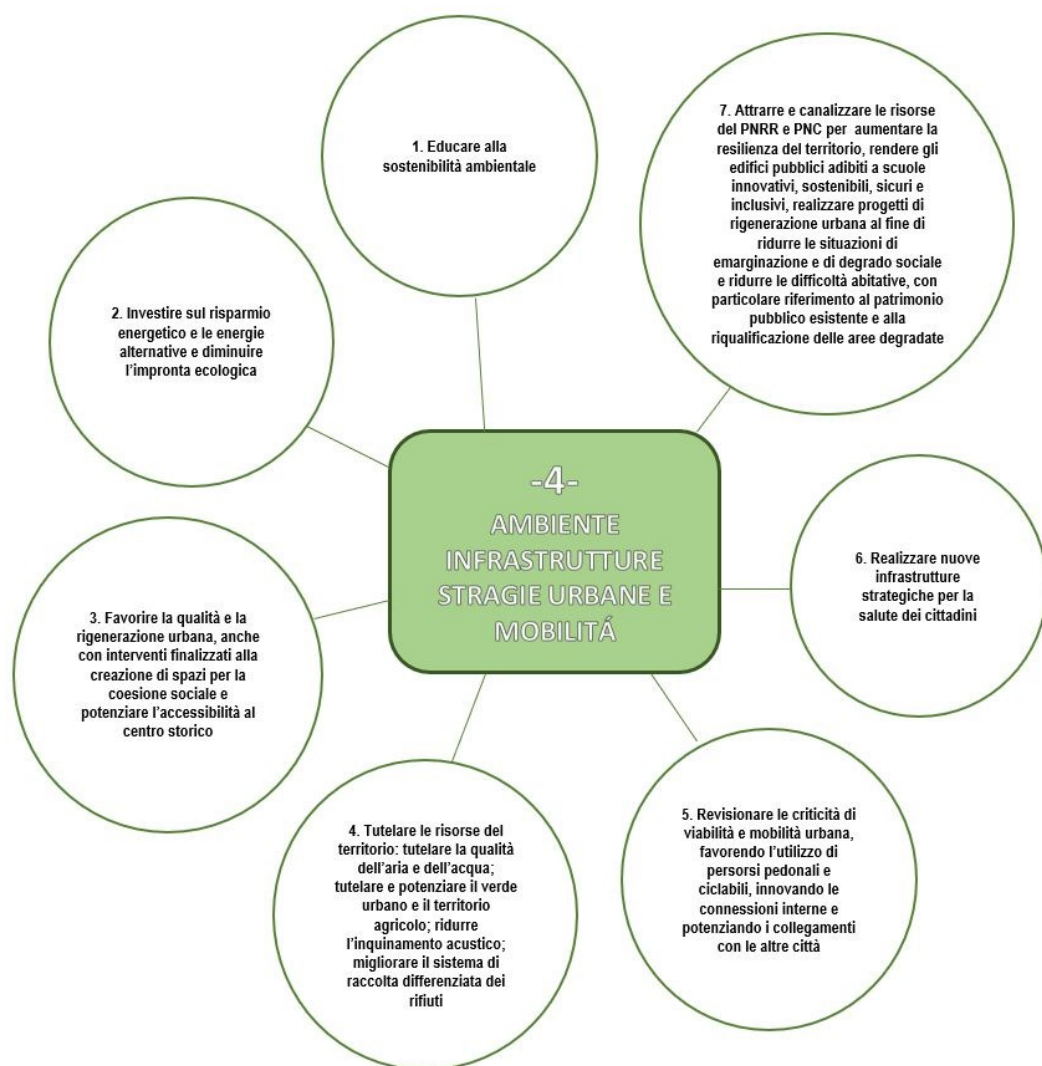 1. Educare alla
sostenibilità ambientale
7. Attrarre e canalizzare le risorse
del PNRR e PNC per aumentare la
resilienza del territorio, rendere gli
edifici pubblici adibiti a scuole
innovativi, sostenibili, sicuri e
inclusivi, realizzare progetti di
rigenerazione urbana al fine di
ridurre le situazioni di
emarginazione e di degrado sociale
e ridurre le difficoltà abitative, con
particolare riferimento al patrimonio
pubblico esistente e alla
riqualificazione delle aree degradate
2. Investire sul risparmio
energetico e le energie
alternative e diminuire
l'impronta ecologica
-4-
AMBIENTE
INFRASTRUTTURE
STRAGIE URBANE E
MOBILITÁ
6. Realizzare nuove
infrastrutture
strategiche per la
salute dei cittadini
3. Favorire la qualità e la
rigenerazione urbana, anche
con interventi finalizzati alla
creazione di spazi per la
coesione sociale e
potenziare l'accessibilità al
centro storico
4. Tutelare le risorse del
territorio: tutelare la qualità
dell'aria e dell'acqua;
tutelare e potenziare il verde
urbano e il territorio
agricolo; ridurre
l'inquinamento acustico;
migliorare il sistema di
raccolta differenziata dei
rifiuti
5. Revisionare le criticità di
viabilità e mobilità urbana,
favorendo l'utilizzo di
persorsi pedonali e
ciclabili, innovando le
connessioni interne e
potenziando i collegamenti
con le altre città